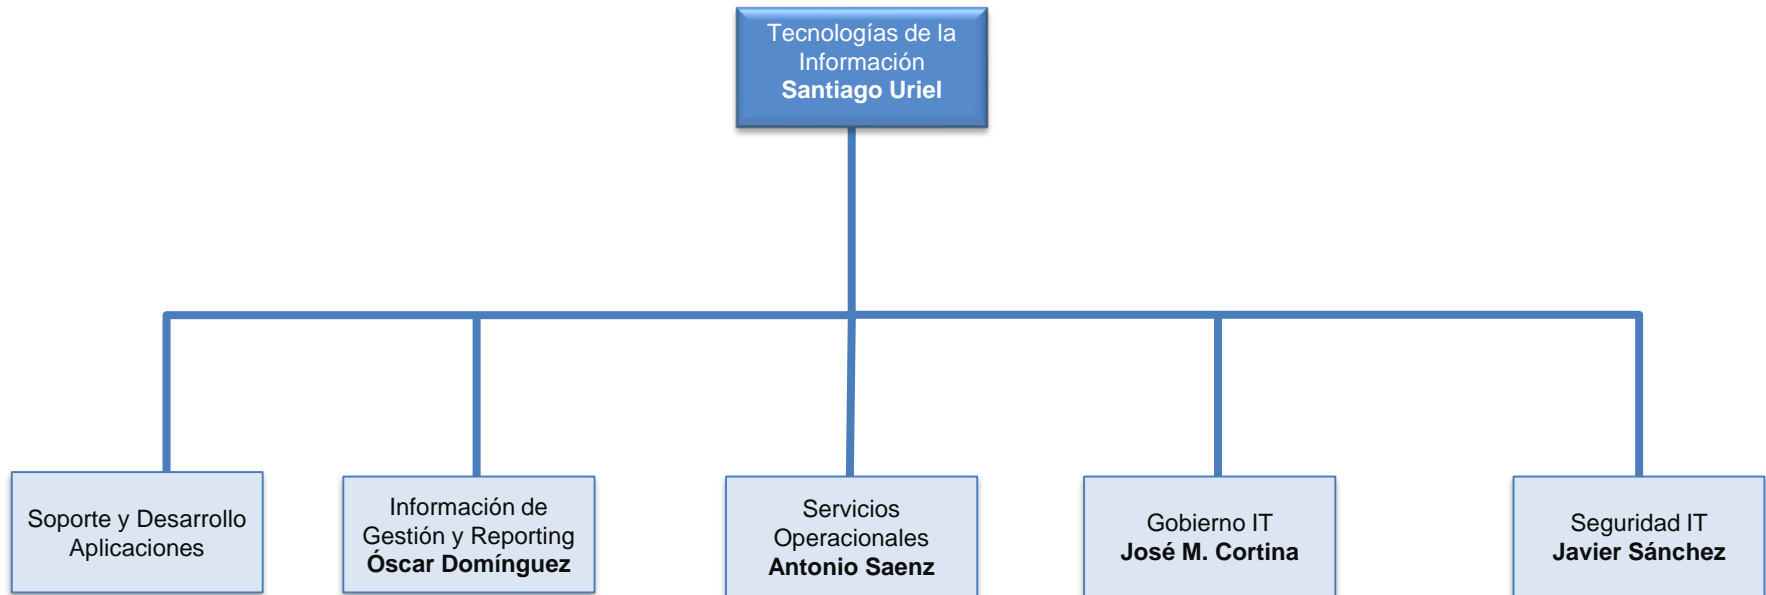 Tecnologías de la
Información
Santiago Uriel
Soporte y Desarrollo
Aplicaciones
Información de
Gestión y Reporting
Óscar Domínguez
Servicios
Operacionales
Antonio Saenz
Gobierno IT
José M. Cortina
Seguridad IT
Javier Sánchez